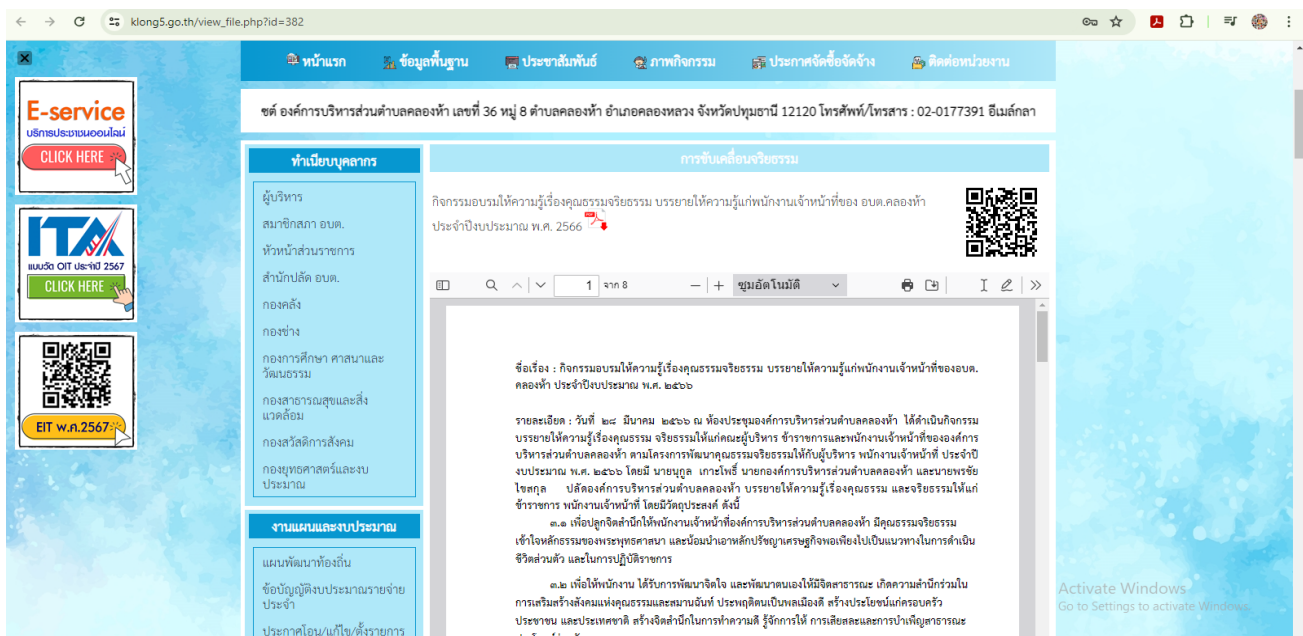 klong5.go.th/view_file.php?id=382
หน้าแรก ข้อมูลพื้นฐาน ประชาสัมพันธ์ ภาพกิจกรรม ประกาศจัดซื้อจัดจ้าง ติดต่อหน่วยงาน
ซต์ องค์การบริหารส่วนตำบลคลองห้า เลขที่ 36 หมู่ 8 ตำบลคลองห้า อำเภอคลองหลวง จังหวัดปทุมธานี 12120 โทรศัพท์/โทรสาร : 02-0177391 อีเมล์กลา
E-service
บริการประชาชนออนไลน์
CLICK HERE
ITA
แบบวัด OIT ประจำปี 2567
CLICK HERE
EIT พ.ศ.2567
ทำเนียบบุคลากร
ผู้บริหาร
สมาชิกสภา อบต.
หัวหน้าส่วนราชการ
สำนักปลัด อบต.
กองคลัง
กองช่าง
กองการศึกษา ศาสนาและ
วัฒนธรรม
กองสาธารณสุขและสิ่ง
แวดล้อม
กองสวัสดิการสังคม
กองยุทธศาสตร์และงบ
ประมาณ
งานแผนและงบประมาณ
แผนพัฒนาท้องถิ่น
ข้อบัญญัติงบประมาณรายจ่าย
ประจำ
ประกาศโอน/แก้ไข/ตั้งรายการ
การขับเคลื่อนจริยธรรม
กิจกรรมอบรมให้ความรู้เรื่องคุณธรรมจริยธรรม บรรยายให้ความรู้แก่พนักงานเจ้าหน้าที่ของ อบต.คลองห้า
ประจำปีงบประมาณ พ.ศ. 2566
1 จาก 8 ซูมอัตโนมัติ
ชื่อเรื่อง : กิจกรรมอบรมให้ความรู้เรื่องคุณธรรมจริยธรรม บรรยายให้ความรู้แก่พนักงานเจ้าหน้าที่ของอบต.
คลองห้า ประจำปีงบประมาณ พ.ศ. ๒๕๖๖
รายละเอียด : วันที่ ๒๘ มีนาคม ๒๕๖๖ ณ ห้องประชุมองค์การบริหารส่วนตำบลคลองห้า ได้ดำเนินกิจกรรม
บรรยายให้ความรู้เรื่องคุณธรรม จริยธรรมให้แก่คณะผู้บริหาร ข้าราชการและพนักงานเจ้าหน้าที่ขององค์การ
บริหารส่วนตำบลคลองห้า ตามโครงการพัฒนาคุณธรรมจริยธรรมให้กับผู้บริหาร พนักงานเจ้าหน้าที่ ประจำปี
งบประมาณ พ.ศ. ๒๕๖๖ โดยมี นายนุกูล เกาะโพธิ์ นายกองค์การบริหารส่วนตำบลคลองห้า และนายพรชัย
ไขสกุล ปลัดองค์การบริหารส่วนตำบลคลองห้า บรรยายให้ความรู้เรื่องคุณธรรม และจริยธรรมให้แก่
ข้าราชการ พนักงานเจ้าหน้าที่ โดยมีวัตถุประสงค์ ดังนี้
๓.๑ เพื่อปลูกจิตสำนึกให้พนักงานเจ้าหน้าที่องค์การบริหารส่วนตำบลคลองห้า มีคุณธรรมจริยธรรม
เข้าใจหลักธรรมของพระพุทธศาสนา และน้อมนำเอาหลักปรัชญาเศรษฐกิจพอเพียงไปเป็นแนวทางในการดำเนิน
ชีวิตส่วนตัว และในการปฏิบัติราชการ
๓.๒ เพื่อให้พนักงาน ได้รับการพัฒนาจิตใจ และพัฒนาตนเองให้มีจิตสาธารณะ เกิดความสำนึกร่วมใน
การเสริมสร้างสังคมแห่งคุณธรรมและสมานฉันท์ ประพฤติตนเป็นพลเมืองดี สร้างประโยชน์แก่ครอบครัว
ประชาชน และประเทศชาติ สร้างจิตสำนึกในการทำความดี รู้จักการให้ การเสียสละและการบำเพ็ญสาธารณะ
Activate Windows
Go to Settings to activate Windows.